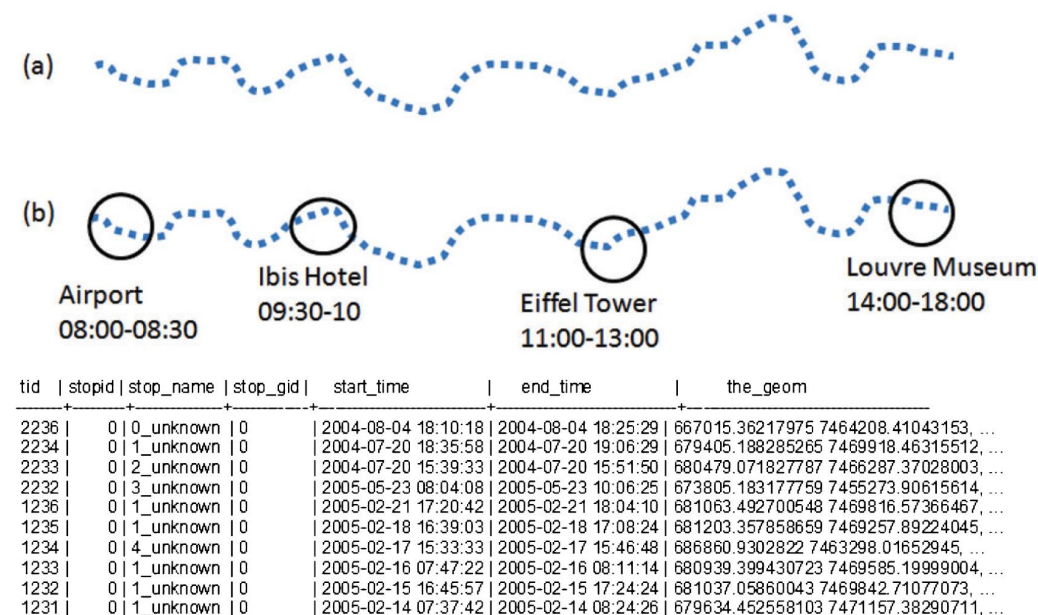 (a)
(b)
Airport
08:00-08:30
Ibis Hotel
09:30-10
Eiffel Tower
11:00-13:00
Louvre Museum
14:00-18:00
tid | stopid | stop_name | stop_gid | start_time | end_time | the_geom
2236 | 0 | 0_unknown | 0 | 2004-08-04 18:10:18 | 2004-08-04 18:25:29 | 667015.36217975 7464208.41043153, ...
2234 | 0 | 1_unknown | 0 | 2004-07-20 18:35:58 | 2004-07-20 19:06:29 | 679405.188285265 7469918.46315512, ...
2233 | 0 | 2_unknown | 0 | 2004-07-20 15:39:33 | 2004-07-20 15:51:50 | 680479.071827787 7466287.37028003, ...
2232 | 0 | 3_unknown | 0 | 2005-05-23 08:04:08 | 2005-05-23 10:06:25 | 673805.183177759 7455273.90615614, ...
1236 | 0 | 1_unknown | 0 | 2005-02-21 17:20:42 | 2005-02-21 18:04:10 | 681063.492700548 7469816.57366467, ...
1235 | 0 | 1_unknown | 0 | 2005-02-18 16:39:03 | 2005-02-18 17:08:24 | 681203.357858659 7469257.89224045, ...
1234 | 0 | 4_unknown | 0 | 2005-02-17 15:33:33 | 2005-02-17 15:46:48 | 686860.9302822 7463298.01652945, ...
1233 | 0 | 1_unknown | 0 | 2005-02-16 07:47:22 | 2005-02-16 08:11:14 | 680939.399430723 7469585.19999004, ...
1232 | 0 | 1_unknown | 0 | 2005-02-15 16:45:57 | 2005-02-15 17:24:24 | 681037.05860043 7469842.71077073, ...
1231 | 0 | 1_unknown | 0 | 2005-02-14 07:37:42 | 2005-02-14 08:24:26 | 679634.452558103 7471157.38290711, ...